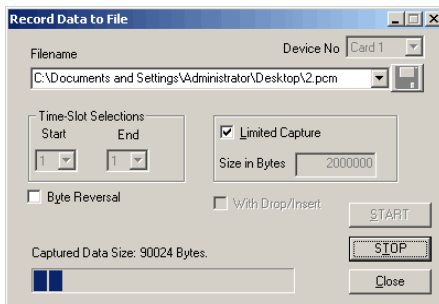 Record Data to File
Filename
Device No Card 1
C:\Documents and Settings\Administrator\Desktop\2.pcm
Time-Slot Selections
Start End
1 1
Limited Capture
Size in Bytes 2000000
Byte Reversal
With Drop/Insert
START
Captured Data Size: 90024 Bytes.
STOP
Close